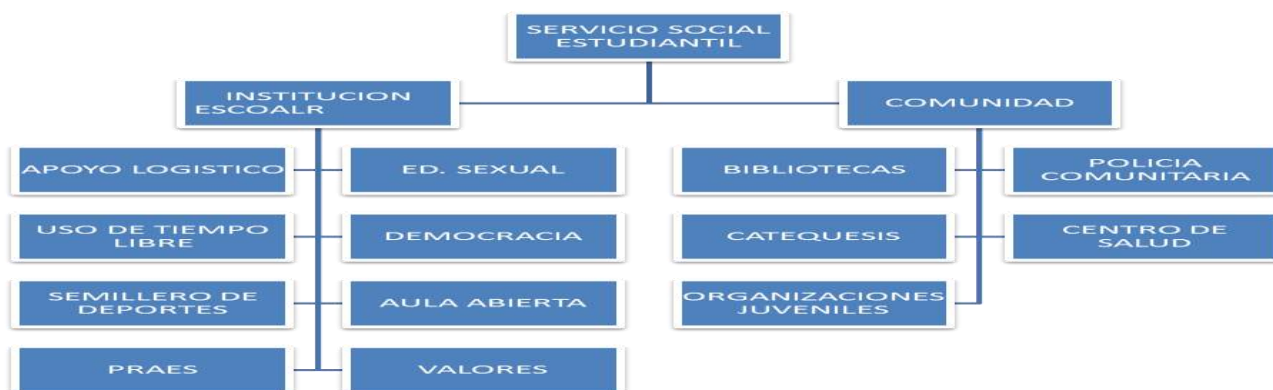 SERVICIO SOCIAL
ESTUDIANTIL
INSTITUCION
ESCOALR
COMUNIDAD
APOYO LOGISTICO
ED. SEXUAL
BIBLIOTECAS
POLICIA
COMUNITARIA
USO DE TIEMPO
LIBRE
DEMOCRACIA
CATEQUESIS
CENTRO DE
SALUD
SEMILLERO DE
DEPORTES
AULA ABIERTA
ORGANIZACIONES
JUVENILES
PRAES
VALORES